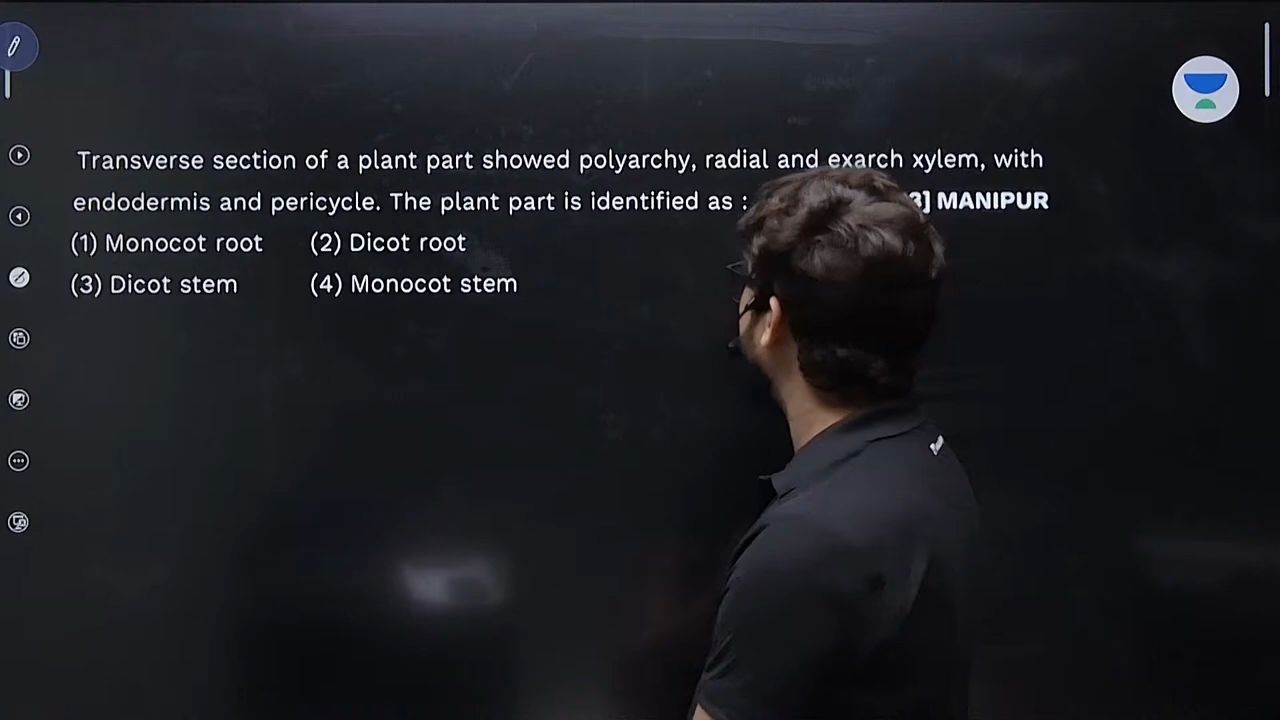 Transverse section of a plant part showed polyarchy, radial and exarch xylem, with
endodermis and pericycle. The plant part is identified as : 3] MANIPUR
(1) Monocot root (2) Dicot root
(3) Dicot stem (4) Monocot stem